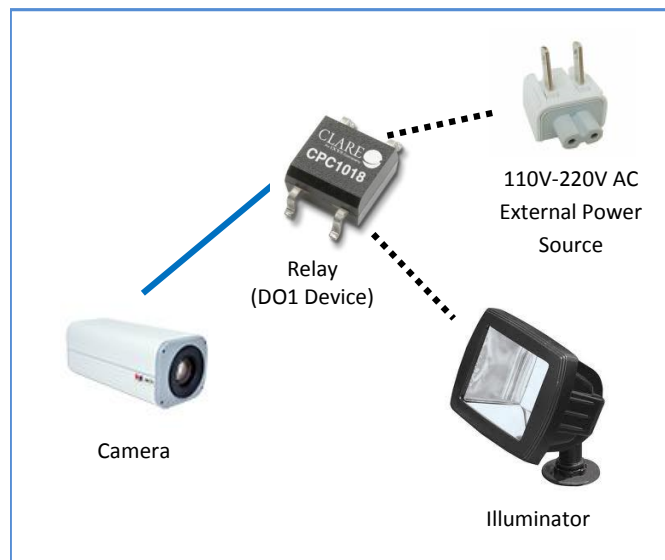 CLARE
CPC1018
110V-220V AC
External Power
Source
Relay
(DO1 Device)
Camera
Illuminator